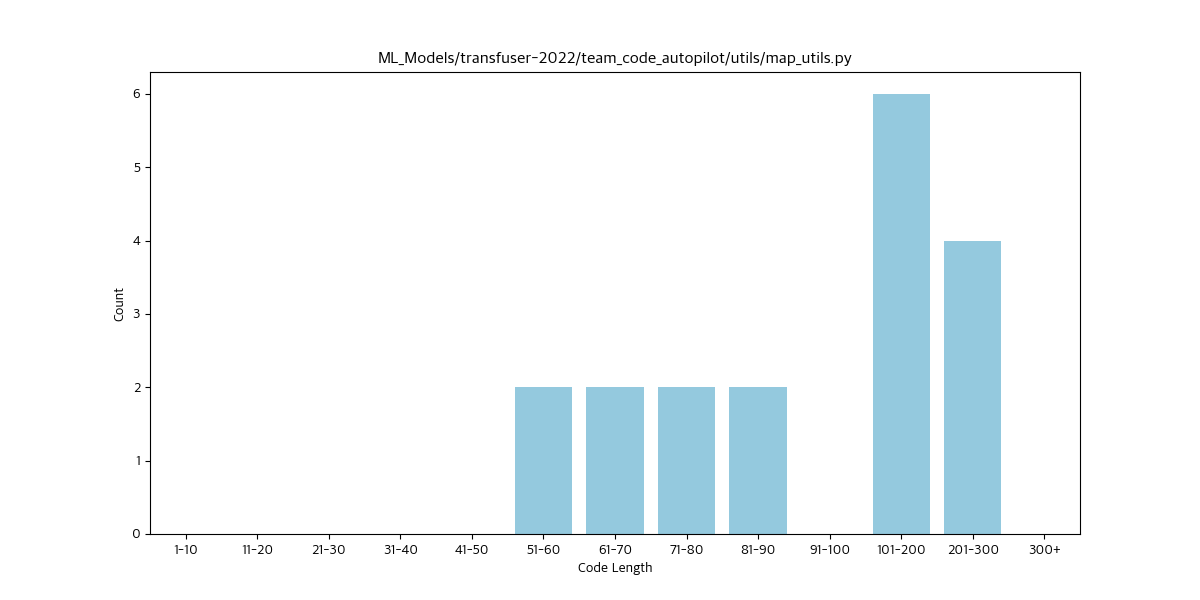 ML_Models/transfuser-2022/team_code_autopilot/utils/map_utils.py
6
5
4
3
2
1
0
Count
1-10 11-20 21-30 31-40 41-50 51-60 61-70 71-80 81-90 91-100 101-200 201-300 300+
Code Length